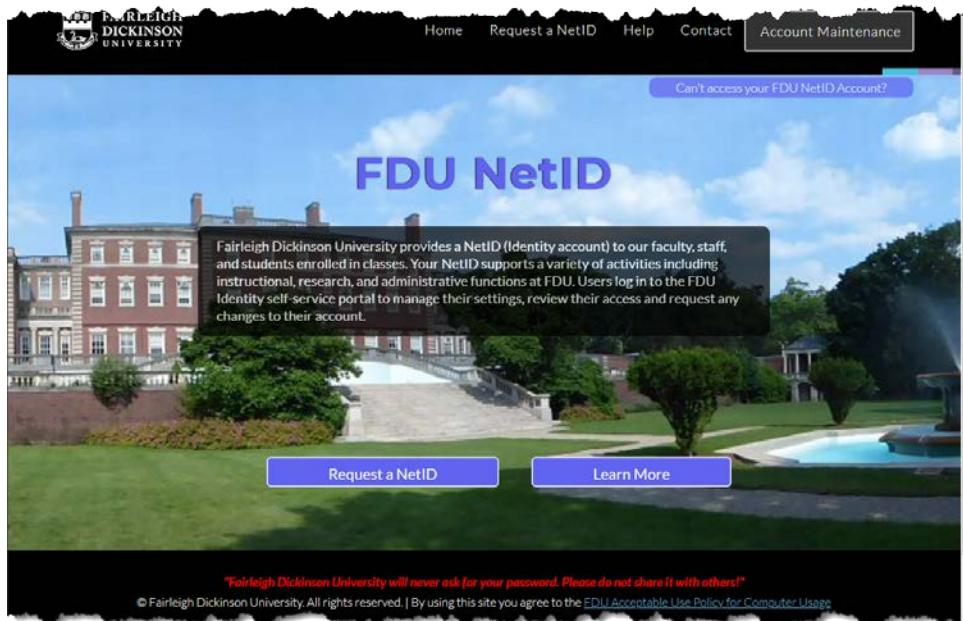 FAIRLEIGH
DICKINSON
UNIVERSITY
Home Request a NetID Help Contact Account Maintenance
Can't access your FDU NetID Account?
FDU NetID
Fairleigh Dickinson University provides a NetID (Identity account) to our faculty, staff,
and students enrolled in classes. Your NetID supports a variety of activities including
instructional, research, and administrative functions at FDU. Users log in to the FDU
Identity self-service portal to manage their settings, review their access and request any
changes to their account.
Request a NetID Learn More
"Fairleigh Dickinson University will never ask for your password. Please do not share it with others!"
© Fairleigh Dickinson University. All rights reserved. | By using this site you agree to the FDU Acceptable Use Policy for Computer Usage